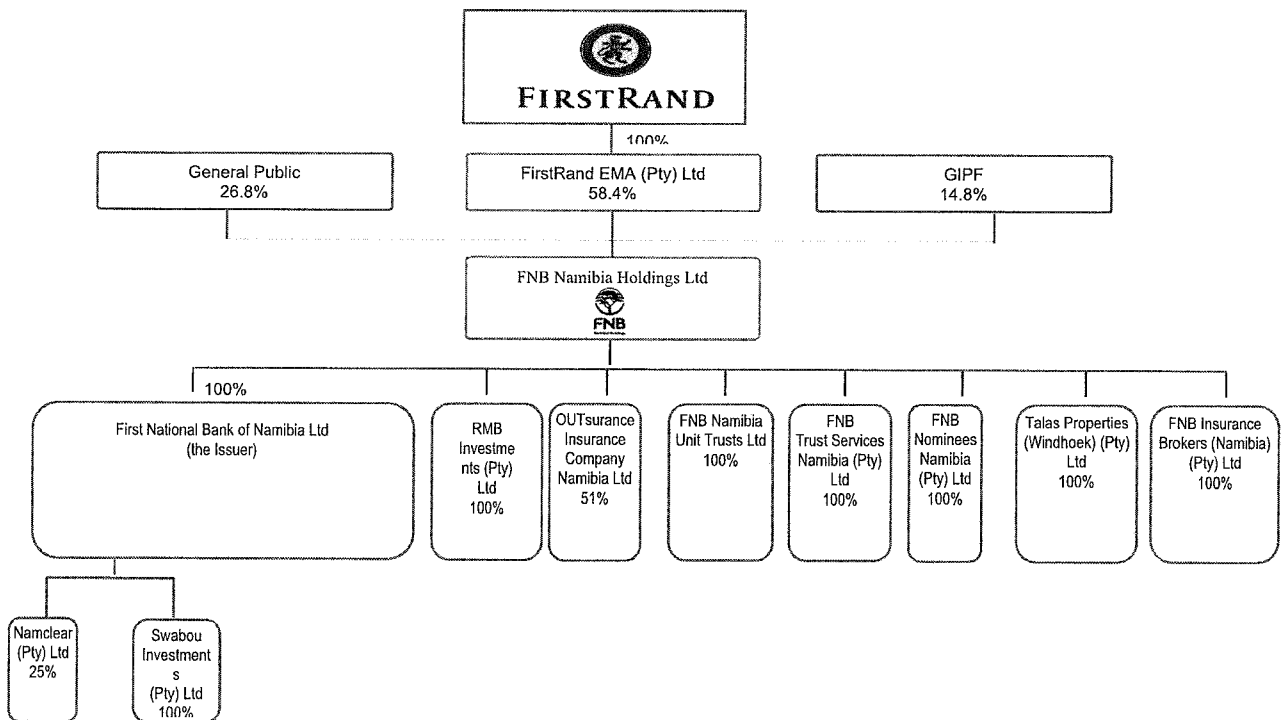 FIRSTRAND
100%
General Public
26.8%
FirstRand EMA (Pty) Ltd
58.4%
GIPF
14.8%
FNB Namibia Holdings Ltd
FNB
100%
First National Bank of Namibia Ltd
(the Issuer)
RMB
Investme
nts (Pty)
Ltd
100%
OUTsurance
Insurance
Company
Namibia Ltd
51%
FNB Namibia
Unit Trusts Ltd
100%
FNB
Trust Services
Namibia (Pty)
Ltd
100%
FNB
Nominees
Namibia
(Pty) Ltd
100%
Talas Properties
(Windhoek) (Pty)
Ltd
100%
FNB Insurance
Brokers (Namibia)
(Pty) Ltd
100%
Namclear
(Pty) Ltd
25%
Swabou
Investment
s
(Pty) Ltd
100%